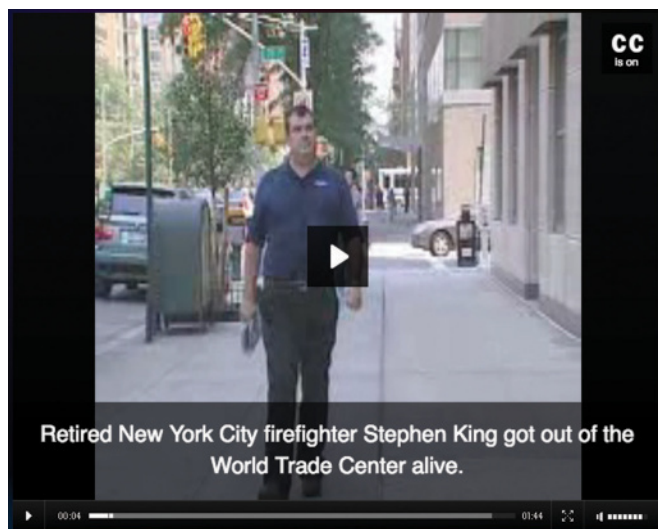 CC
is on
Retired New York City firefighter Stephen King got out of the
World Trade Center alive.
00:04
01:44